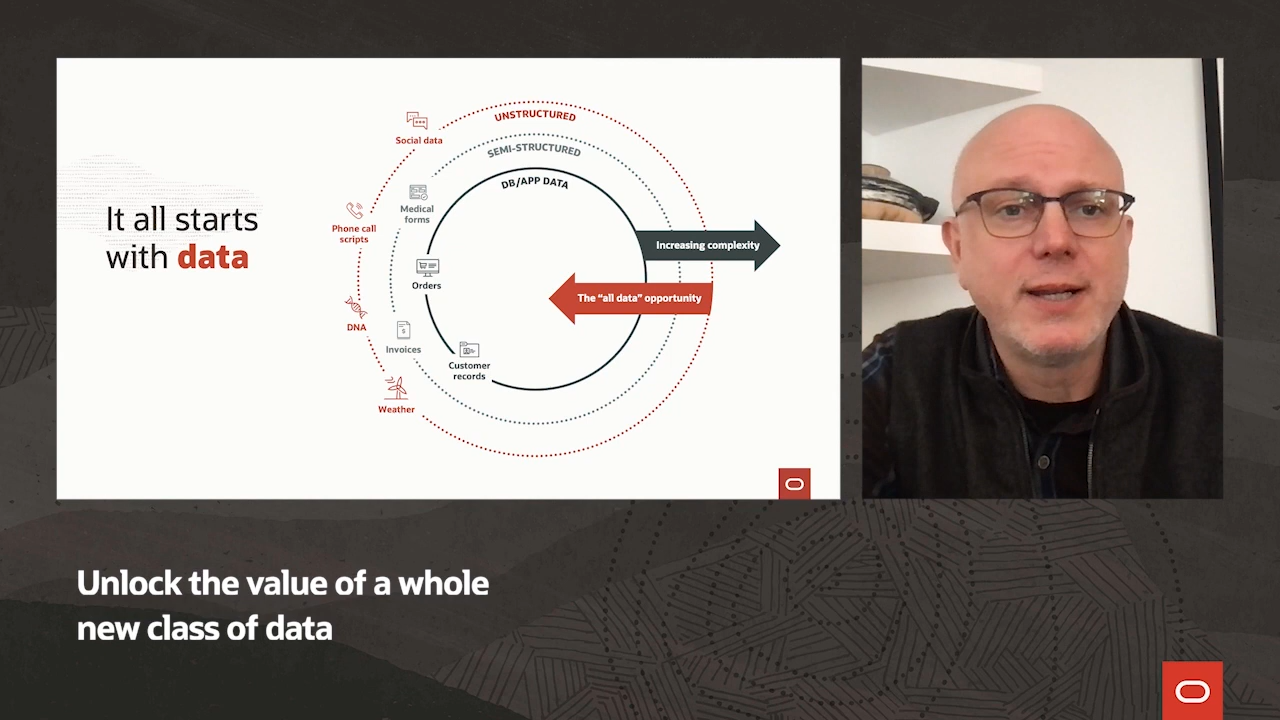 It all starts
with data
UNSTRUCTURED
SEMI-STRUCTURED
DB/APP DATA
Social data
Medical
forms
Phone call
scripts
Orders
DNA
Invoices
Customer
records
Weather
Increasing complexity
The “all data” opportunity
Unlock the value of a whole
new class of data